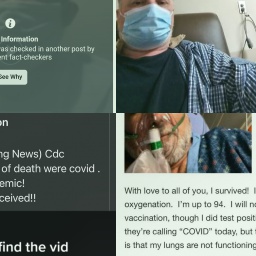 Information
was checked in another post by
nt fact-checkers
See Why
on
ng News) Cdc
of death were covid .
emic!
ceived!!
find the vid
With love to all of you, I survived! I
oxygenation. I'm up to 94. I will no
vaccination, though I did test positi
they're calling "COVID" today, but t
is that my lungs are not functioning